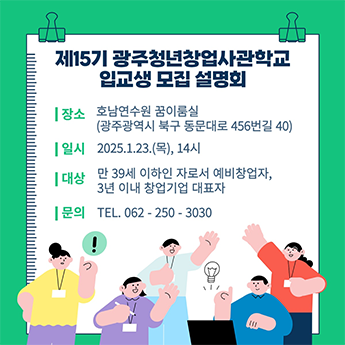 제15기 광주청년창업사관학교
입교생 모집 설명회
장소 호남연수원 꿈이룸실
(광주광역시 북구 동문대로 456번길 40)
일시 2025.1.23.(목), 14시
대상 만 39세 이하인 자로서 예비창업자,
3년 이내 창업기업 대표자
문의 TEL. 062 - 250 - 3030